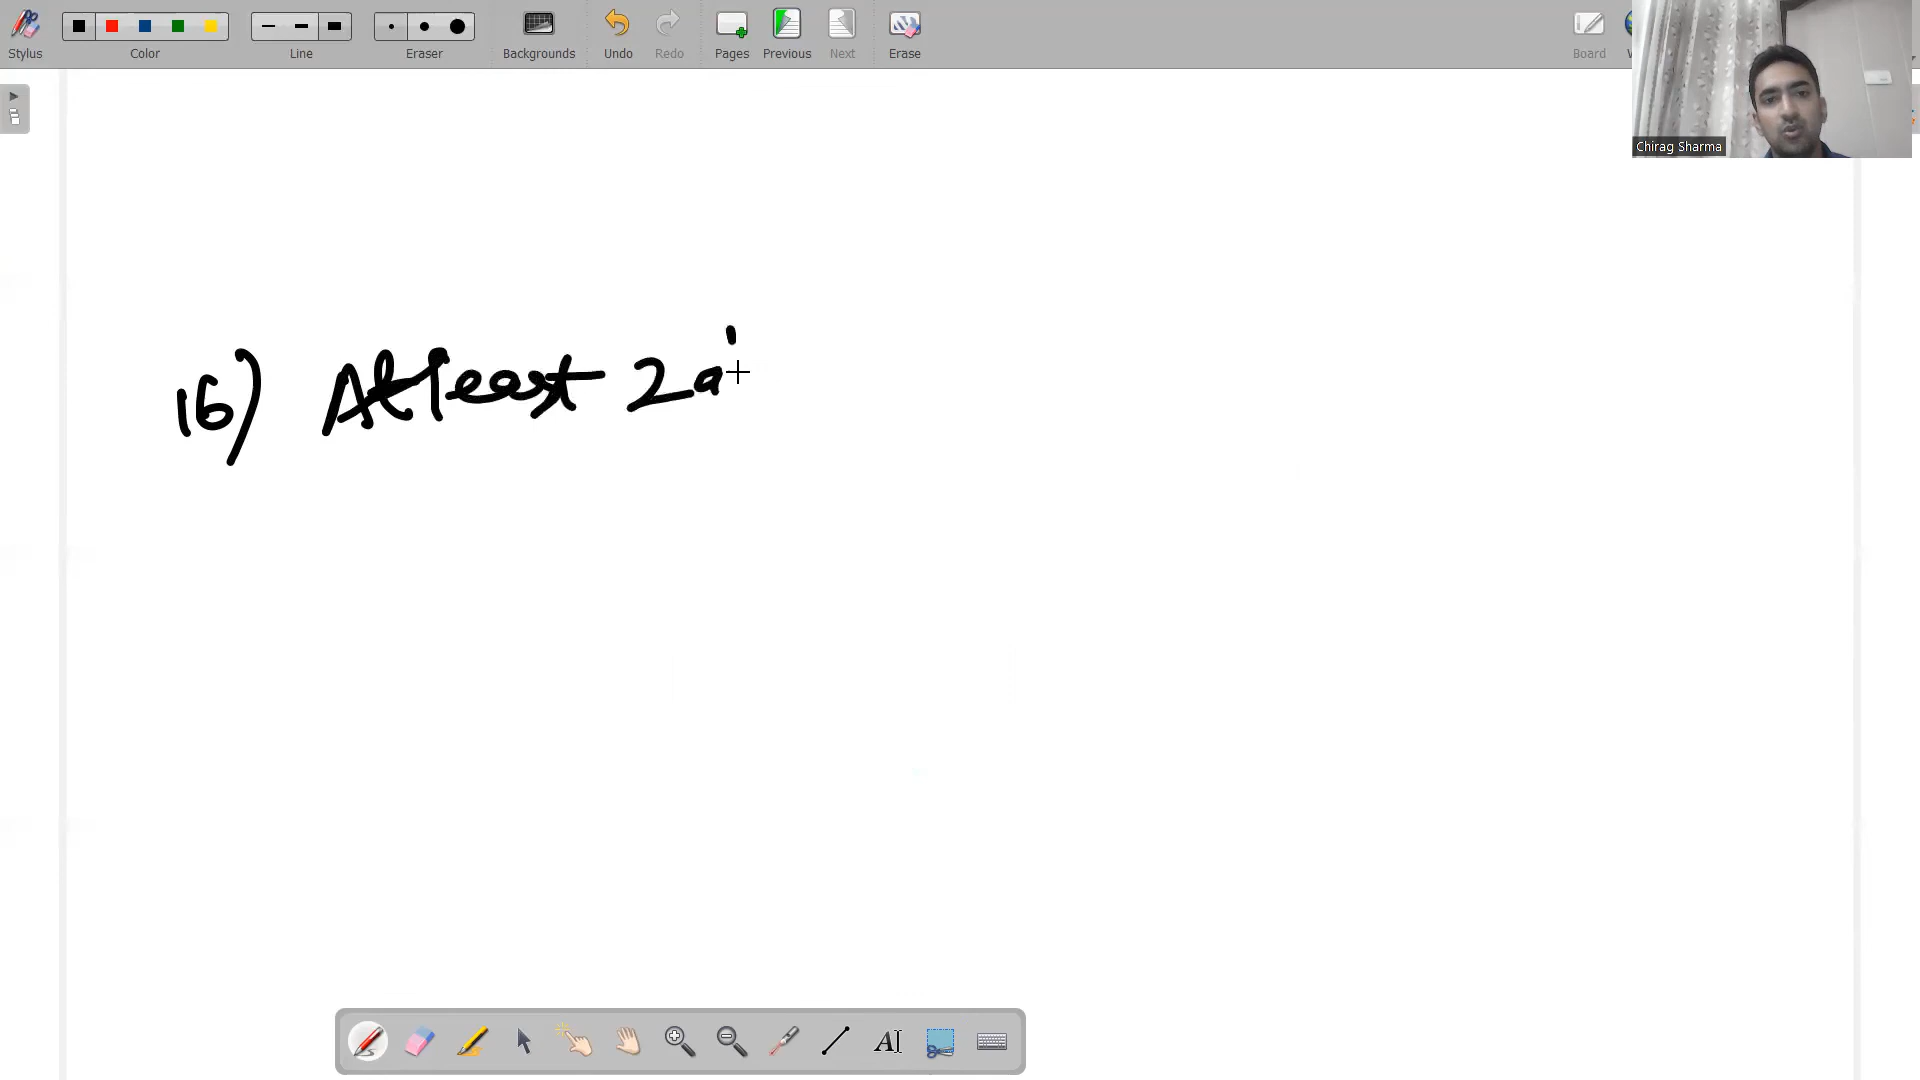 Stylus Color Line Eraser Backgrounds Undo Redo Pages Previous Next Erase Board
Chirag Sharma
16) Atleast 2a'